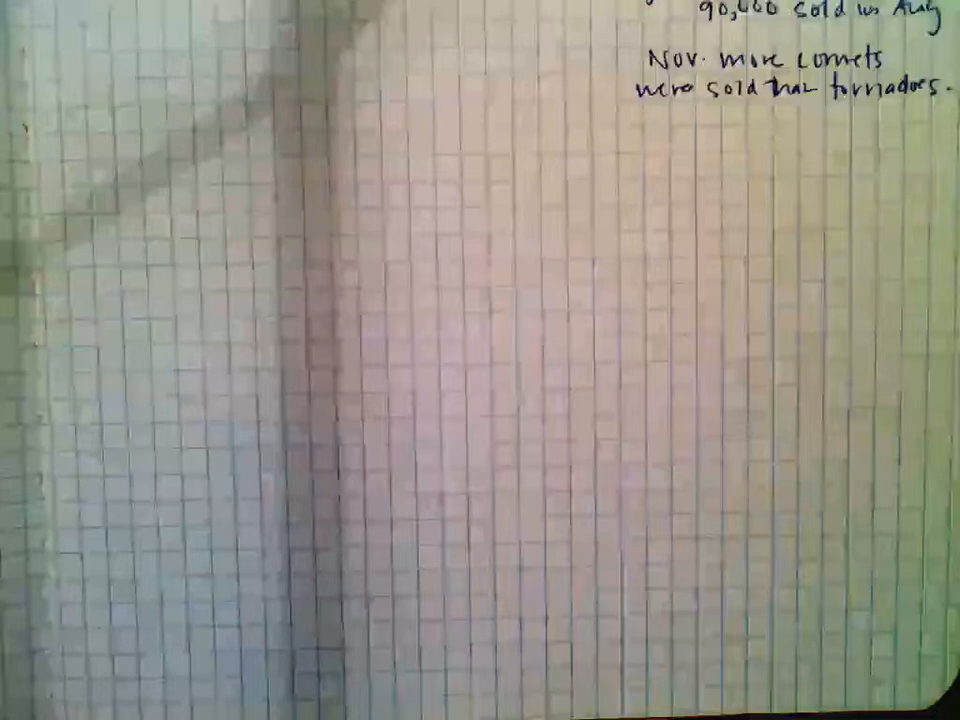 90,000 sold in Aug
Nov. more comets
were sold than tornadoes.